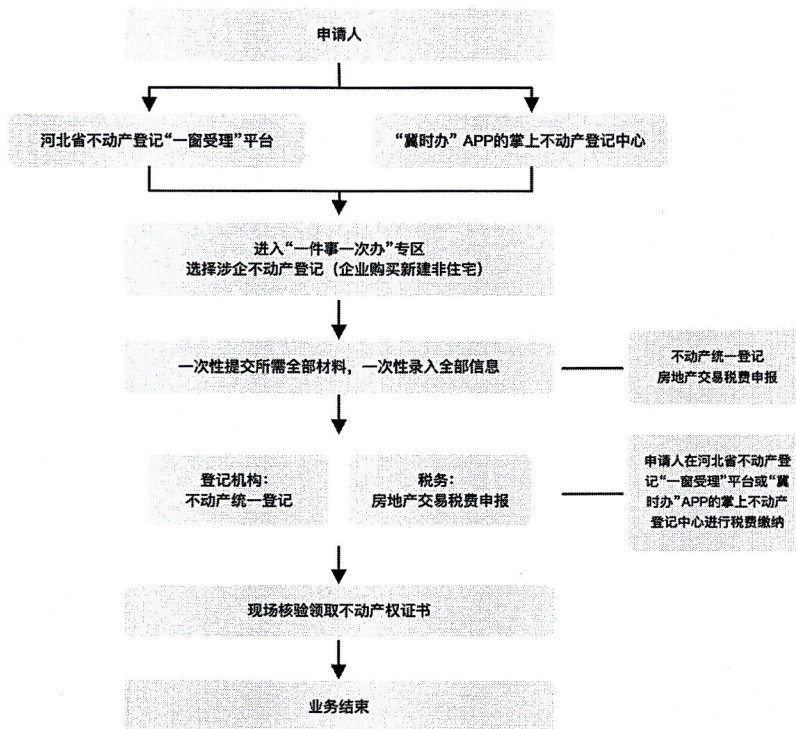 申请人
河北省不动产登记“一窗受理”平台
“冀时办”APP的掌上不动产登记中心
进入“一件事一次办”专区
选择涉企不动产登记（企业购买新建非住宅）
一次性提交所需全部材料，一次性录入全部信息
不动产统一登记
房地产交易税费申报
登记机构：
不动产统一登记
税务：
房地产交易税费申报
申请人在河北省不动产登
记“一窗受理”平台或“冀
时办”APP的掌上不动产
登记中心进行税费缴纳
现场核验领取不动产权证书
业务结束